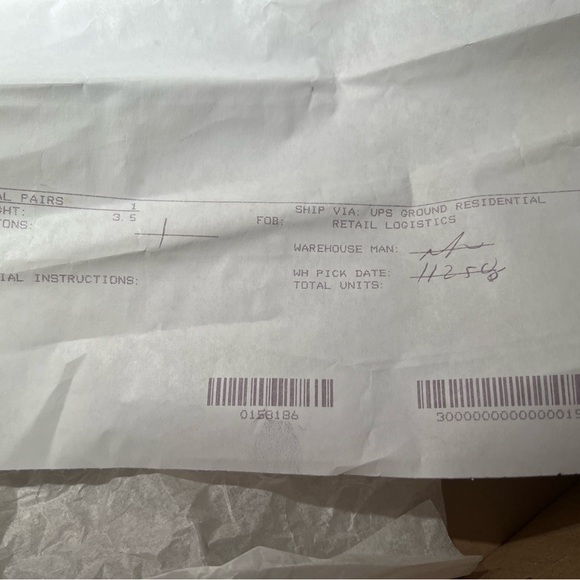 AL PAIRS 1
GHT: 3.5
TONS: 1
FOB:
IAL INSTRUCTIONS:
SHIP VIA: UPS GROUND RESIDENTIAL
RETAIL LOGISTICS
WAREHOUSE MAN:
WH PICK DATE:
TOTAL UNITS:
0158186